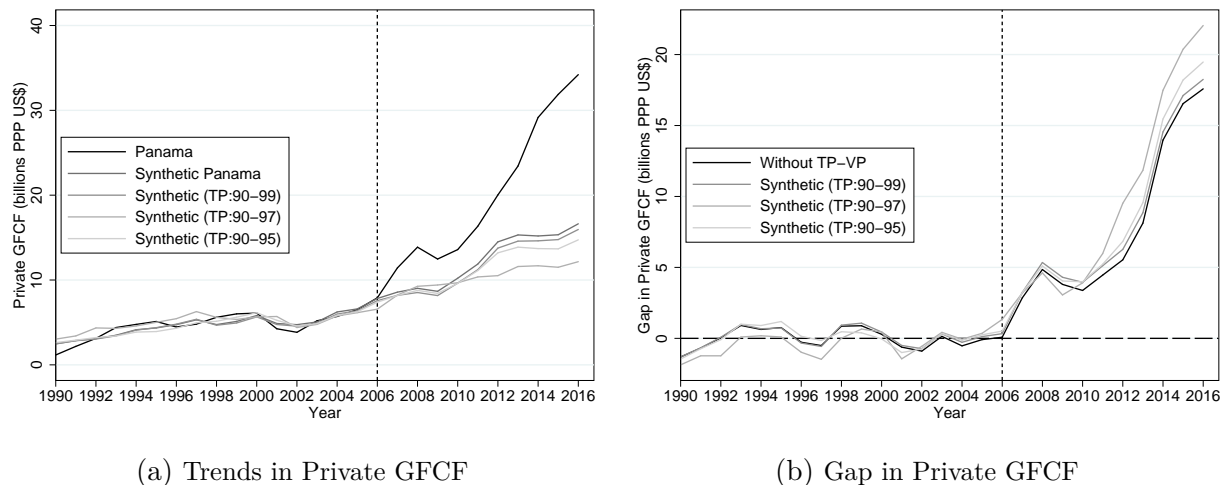 Private GFCF (billions PPP US$)
40
30
20
10
0
Panama
Synthetic Panama
Synthetic (TP:90−99)
Synthetic (TP:90−97)
Synthetic (TP:90−95)
1990 1992 1994 1996 1998 2000 2002 2004 2006 2008 2010 2012 2014 2016
Year
(a) Trends in Private GFCF
Gap in Private GFCF (billions PPP US$)
20
15
10
5
0
Without TP−VP
Synthetic (TP:90−99)
Synthetic (TP:90−97)
Synthetic (TP:90−95)
1990 1992 1994 1996 1998 2000 2002 2004 2006 2008 2010 2012 2014 2016
Year
(b) Gap in Private GFCF